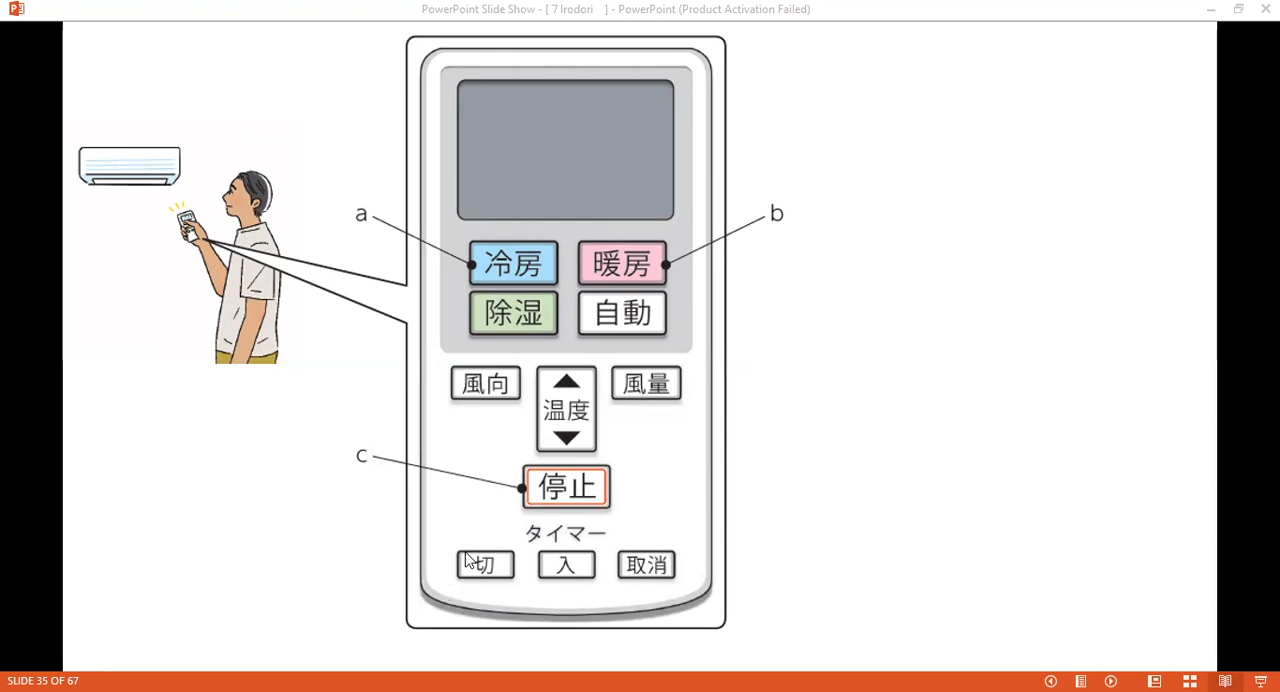 PowerPoint Slide Show - [ 7 Irodori ] - PowerPoint (Product Activation Failed)
a
b
冷房 暖房
除湿 自動
風向 ▲ 温度 ▼ 風量
c
停止
タイマー
切 入 取消
SLIDE 35 OF 67